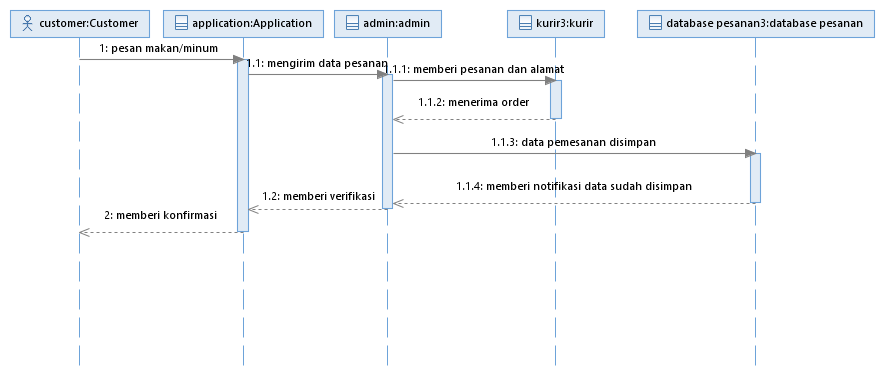 customer:Customer
application:Application
admin:admin
kurir3:kurir
database pesanan3:database pesanan
1: pesan makan/minum
1.1: mengirim data pesanan
1.1.1: memberi pesanan dan alamat
1.1.2: menerima order
1.1.3: data pemesanan disimpan
1.1.4: memberi notifikasi data sudah disimpan
1.2: memberi verifikasi
2: memberi konfirmasi